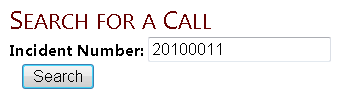 Search for a Call
Incident Number: 20100011
Search